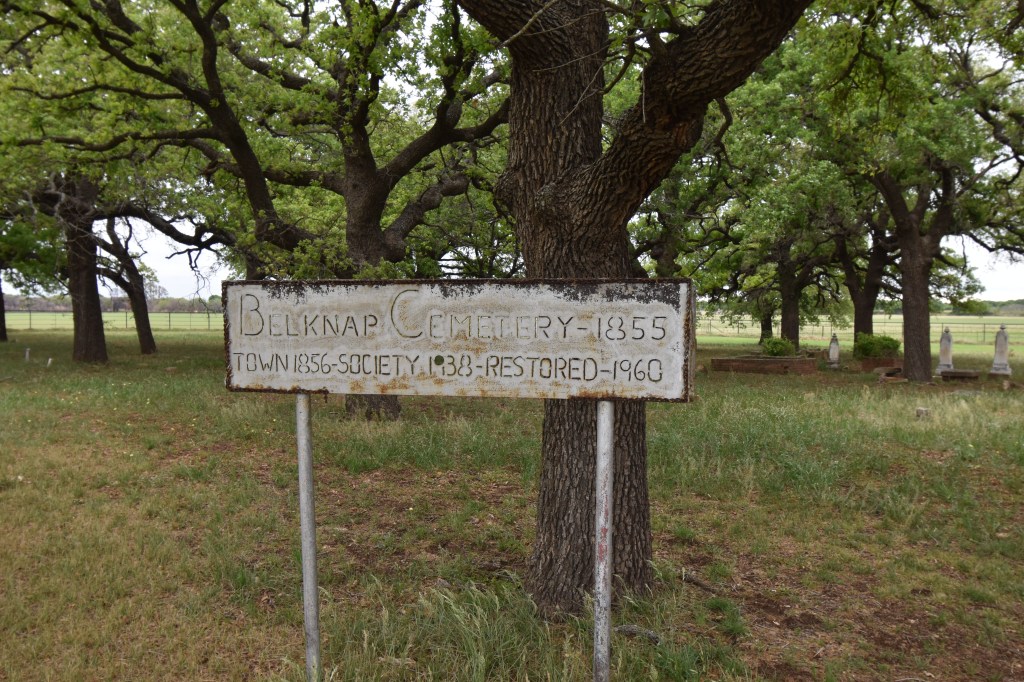 BELKNAP CEMETERY-1855
TOWN 1856-SOCIETY 1938-RESTORED-1960